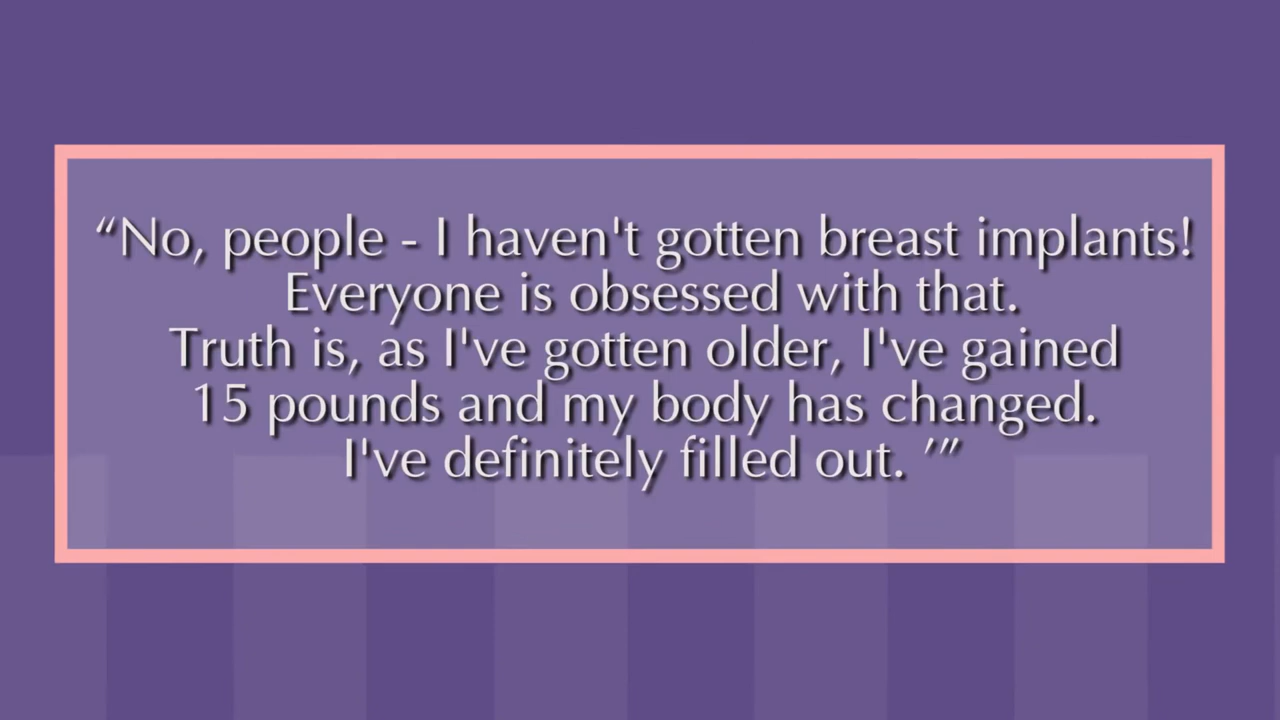 “No, people - I haven't gotten breast implants!
Everyone is obsessed with that.
Truth is, as I've gotten older, I've gained
15 pounds and my body has changed.
I've definitely filled out. ’”